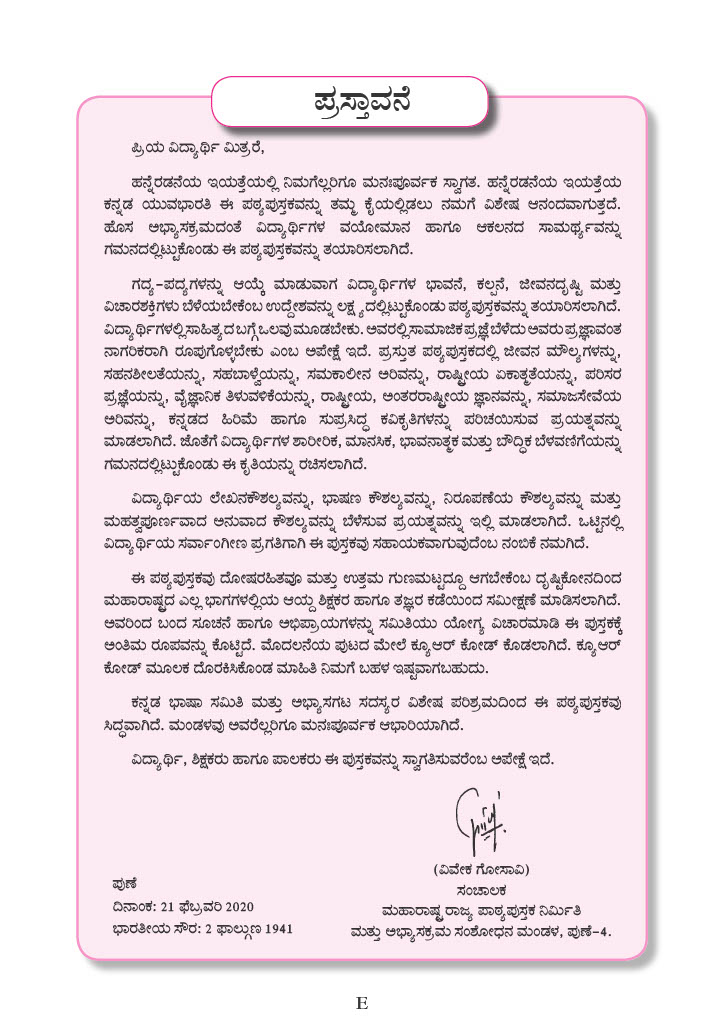 ಪ್ರಸ್ತಾವನೆ
ಪ್ರಿಯ ವಿದ್ಯಾರ್ಥಿ ಮಿತ್ರರೆ,
ಹನ್ನೆರಡನೆಯ ಇಯತ್ತೆಯಲ್ಲಿ ನಿಮಗೆಲ್ಲರಿಗೂ ಮನಃಪೂರ್ವಕ ಸ್ವಾಗತ. ಹನ್ನೆರಡನೆಯ ಇಯತ್ತೆಯ
ಕನ್ನಡ ಯುವಭಾರತಿ ಈ ಪಠ್ಯಪುಸ್ತಕವನ್ನು ತಮ್ಮ ಕೈಯಲ್ಲಿಡಲು ನಮಗೆ ವಿಶೇಷ ಆನಂದವಾಗುತ್ತದೆ.
ಹೊಸ ಅಭ್ಯಾಸಕ್ರಮದಂತೆ ವಿದ್ಯಾರ್ಥಿಗಳ ವಯೋಮಾನ ಹಾಗೂ ಆಕಲನದ ಸಾಮರ್ಥ್ಯವನ್ನು
ಗಮನದಲ್ಲಿಟ್ಟುಕೊಂಡು ಈ ಪಠ್ಯಪುಸ್ತಕವನ್ನು ತಯಾರಿಸಲಾಗಿದೆ.
ಗದ್ಯ-ಪದ್ಯಗಳನ್ನು ಆಯ್ಕೆ ಮಾಡುವಾಗ ವಿದ್ಯಾರ್ಥಿಗಳ ಭಾವನೆ, ಕಲ್ಪನೆ, ಜೀವನದೃಷ್ಟಿ ಮತ್ತು
ವಿಚಾರಶಕ್ತಿಗಳು ಬೆಳೆಯಬೇಕೆಂಬ ಉದ್ದೇಶವನ್ನು ಲಕ್ಷ್ಯದಲ್ಲಿಟ್ಟುಕೊಂಡು ಪಠ್ಯಪುಸ್ತಕವನ್ನು ತಯಾರಿಸಲಾಗಿದೆ.
ವಿದ್ಯಾರ್ಥಿಗಳಲ್ಲಿ ಸಾಹಿತ್ಯದ ಬಗ್ಗೆ ಒಲವು ಮೂಡಬೇಕು. ಅವರಲ್ಲಿ ಸಾಮಾಜಿಕ ಪ್ರಜ್ಞೆ ಬೆಳೆದು ಅವರು ಪ್ರಜ್ಞಾವಂತ
ನಾಗರಿಕರಾಗಿ ರೂಪುಗೊಳ್ಳಬೇಕು ಎಂಬ ಅಪೇಕ್ಷೆ ಇದೆ. ಪ್ರಸ್ತುತ ಪಠ್ಯಪುಸ್ತಕದಲ್ಲಿ ಜೀವನ ಮೌಲ್ಯಗಳನ್ನು,
ಸಹನಶೀಲತೆಯನ್ನು, ಸಹಬಾಳ್ವೆಯನ್ನು, ಸಮಕಾಲೀನ ಅರಿವನ್ನು, ರಾಷ್ಟ್ರೀಯ ಏಕಾತ್ಮತೆಯನ್ನು, ಪರಿಸರ
ಪ್ರಜ್ಞೆಯನ್ನು, ವೈಜ್ಞಾನಿಕ ತಿಳುವಳಿಕೆಯನ್ನು, ರಾಷ್ಟ್ರೀಯ, ಅಂತರರಾಷ್ಟ್ರೀಯ ಜ್ಞಾನವನ್ನು, ಸಮಾಜಸೇವೆಯ
ಅರಿವನ್ನು, ಕನ್ನಡದ ಹಿರಿಮೆ ಹಾಗೂ ಸುಪ್ರಸಿದ್ಧ ಕವಿಕೃತಿಗಳನ್ನು ಪರಿಚಯಿಸುವ ಪ್ರಯತ್ನವನ್ನು
ಮಾಡಲಾಗಿದೆ. ಜೊತೆಗೆ ವಿದ್ಯಾರ್ಥಿಗಳ ಶಾರೀರಿಕ, ಮಾನಸಿಕ, ಭಾವನಾತ್ಮಕ ಮತ್ತು ಬೌದ್ಧಿಕ ಬೆಳವಣಿಗೆಯನ್ನು
ಗಮನದಲ್ಲಿಟ್ಟುಕೊಂಡು ಈ ಕೃತಿಯನ್ನು ರಚಿಸಲಾಗಿದೆ.
ವಿದ್ಯಾರ್ಥಿಯ ಲೇಖನಕೌಶಲ್ಯವನ್ನು, ಭಾಷಣ ಕೌಶಲ್ಯವನ್ನು, ನಿರೂಪಣೆಯ ಕೌಶಲ್ಯವನ್ನು ಮತ್ತು
ಮಹತ್ವಪೂರ್ಣವಾದ ಅನುವಾದ ಕೌಶಲ್ಯವನ್ನು ಬೆಳೆಸುವ ಪ್ರಯತ್ನವನ್ನು ಇಲ್ಲಿ ಮಾಡಲಾಗಿದೆ. ಒಟ್ಟಿನಲ್ಲಿ
ವಿದ್ಯಾರ್ಥಿಯ ಸರ್ವಾಂಗೀಣ ಪ್ರಗತಿಗಾಗಿ ಈ ಪುಸ್ತಕವು ಸಹಾಯಕವಾಗುವುದೆಂಬ ನಂಬಿಕೆ ನಮಗಿದೆ.
ಈ ಪಠ್ಯಪುಸ್ತಕವು ದೋಷರಹಿತವೂ ಮತ್ತು ಉತ್ತಮ ಗುಣಮಟ್ಟದ್ದೂ ಆಗಬೇಕೆಂಬ ದೃಷ್ಟಿಕೋನದಿಂದ
ಮಹಾರಾಷ್ಟ್ರದ ಎಲ್ಲ ಭಾಗಗಳಲ್ಲಿಯ ಆಯ್ದ ಶಿಕ್ಷಕರ ಹಾಗೂ ತಜ್ಞರ ಕಡೆಯಿಂದ ಸಮೀಕ್ಷಣೆ ಮಾಡಿಸಲಾಗಿದೆ.
ಅವರಿಂದ ಬಂದ ಸೂಚನೆ ಹಾಗೂ ಅಭಿಪ್ರಾಯಗಳನ್ನು ಸಮಿತಿಯು ಯೋಗ್ಯ ವಿಚಾರಮಾಡಿ ಈ ಪುಸ್ತಕಕ್ಕೆ
ಅಂತಿಮ ರೂಪವನ್ನು ಕೊಟ್ಟಿದೆ. ಮೊದಲನೆಯ ಪುಟದ ಮೇಲೆ ಕ್ಯೂಆರ್ ಕೋಡ್ ಕೊಡಲಾಗಿದೆ. ಕ್ಯೂಆರ್
ಕೋಡ್ ಮೂಲಕ ದೊರಕಿಸಿಕೊಂಡ ಮಾಹಿತಿ ನಿಮಗೆ ಬಹಳ ಇಷ್ಟವಾಗಬಹುದು.
ಕನ್ನಡ ಭಾಷಾ ಸಮಿತಿ ಮತ್ತು ಅಭ್ಯಾಸಗಟ ಸದಸ್ಯರ ವಿಶೇಷ ಪರಿಶ್ರಮದಿಂದ ಈ ಪಠ್ಯಪುಸ್ತಕವು
ಸಿದ್ಧವಾಗಿದೆ. ಮಂಡಳವು ಅವರೆಲ್ಲರಿಗೂ ಮನಃಪೂರ್ವಕ ಆಭಾರಿಯಾಗಿದೆ.
ವಿದ್ಯಾರ್ಥಿ, ಶಿಕ್ಷಕರು ಹಾಗೂ ಪಾಲಕರು ಈ ಪುಸ್ತಕವನ್ನು ಸ್ವಾಗತಿಸುವರೆಂಬ ಅಪೇಕ್ಷೆ ಇದೆ.
(ವಿವೇಕ ಗೋಸಾವಿ)
ಸಂಚಾಲಕ
ಮಹಾರಾಷ್ಟ್ರ ರಾಜ್ಯ ಪಾಠ್ಯಪುಸ್ತಕ ನಿರ್ಮಿತಿ
ಮತ್ತು ಅಭ್ಯಾಸಕ್ರಮ ಸಂಶೋಧನ ಮಂಡಳ, ಪುಣೆ-4.
ಪುಣೆ
ದಿನಾಂಕ: 21 ಫೆಬ್ರವರಿ 2020
ಭಾರತೀಯ ಸೌರ: 2 ಫಾಲ್ಗುಣ 1941
E